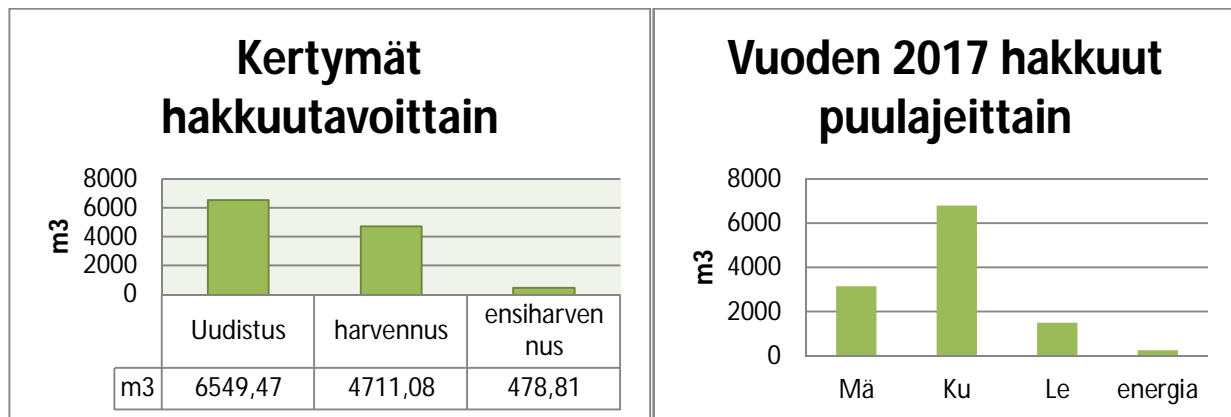 Kertymät
hakkuutavoittain
8000
6000
4000
2000
0
m3
Uudistus harvennus ensiharven
nus
m3 6549,47 4711,08 478,81
Vuoden 2017 hakkuut
puulajeittain
8000
6000
4000
2000
0
m3
Mä Ku Le energia